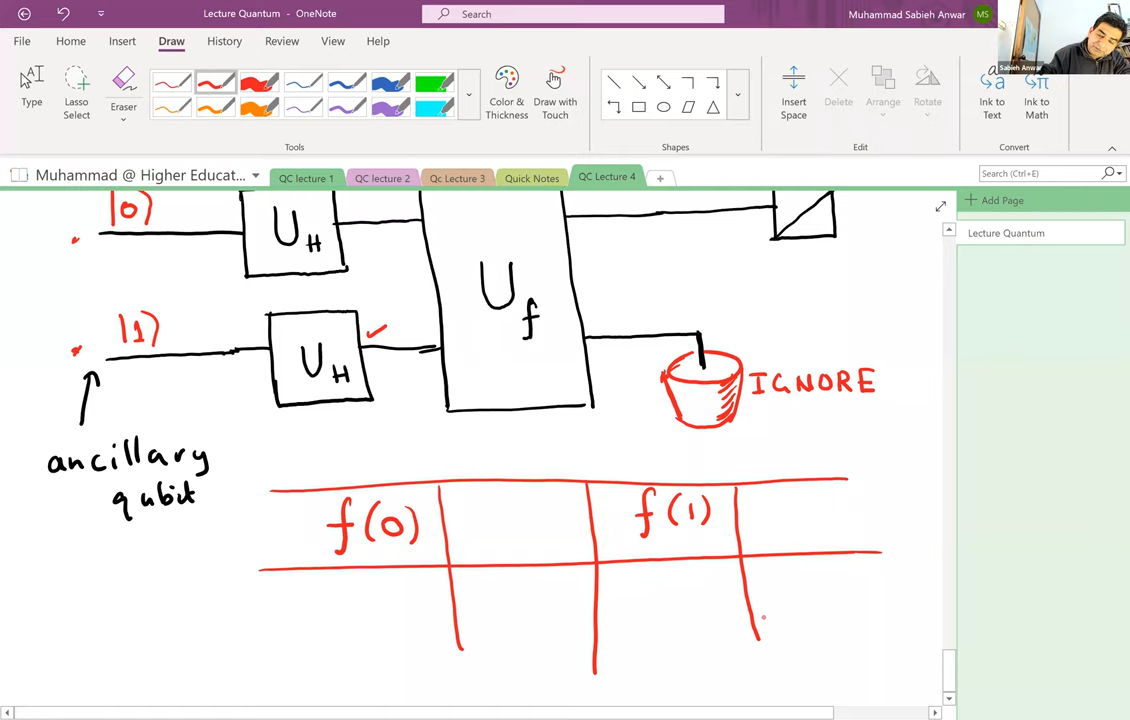 Lecture Quantum - OneNote
Search
Muhammad Sabieh Anwar
MS
File
Home
Insert
Draw
History
Review
View
Help
Sabieh Anwar
Type
Lasso
Select
Eraser
Color &
Thickness
Draw with
Touch
Insert
Space
Delete
Arrange
Rotate
Ink to
Text
Ink to
Math
Tools
Shapes
Edit
Convert
Muhammad @ Higher Educat...
QC lecture 1
QC lecture 2
Qc Lecture 3
Quick Notes
QC Lecture 4
Search (Ctrl+E)
Add Page
Lecture Quantum
|0⟩
U_H
U_f
|1⟩
U_H
IGNORE
ancillary
qubit
f(0)
f(1)